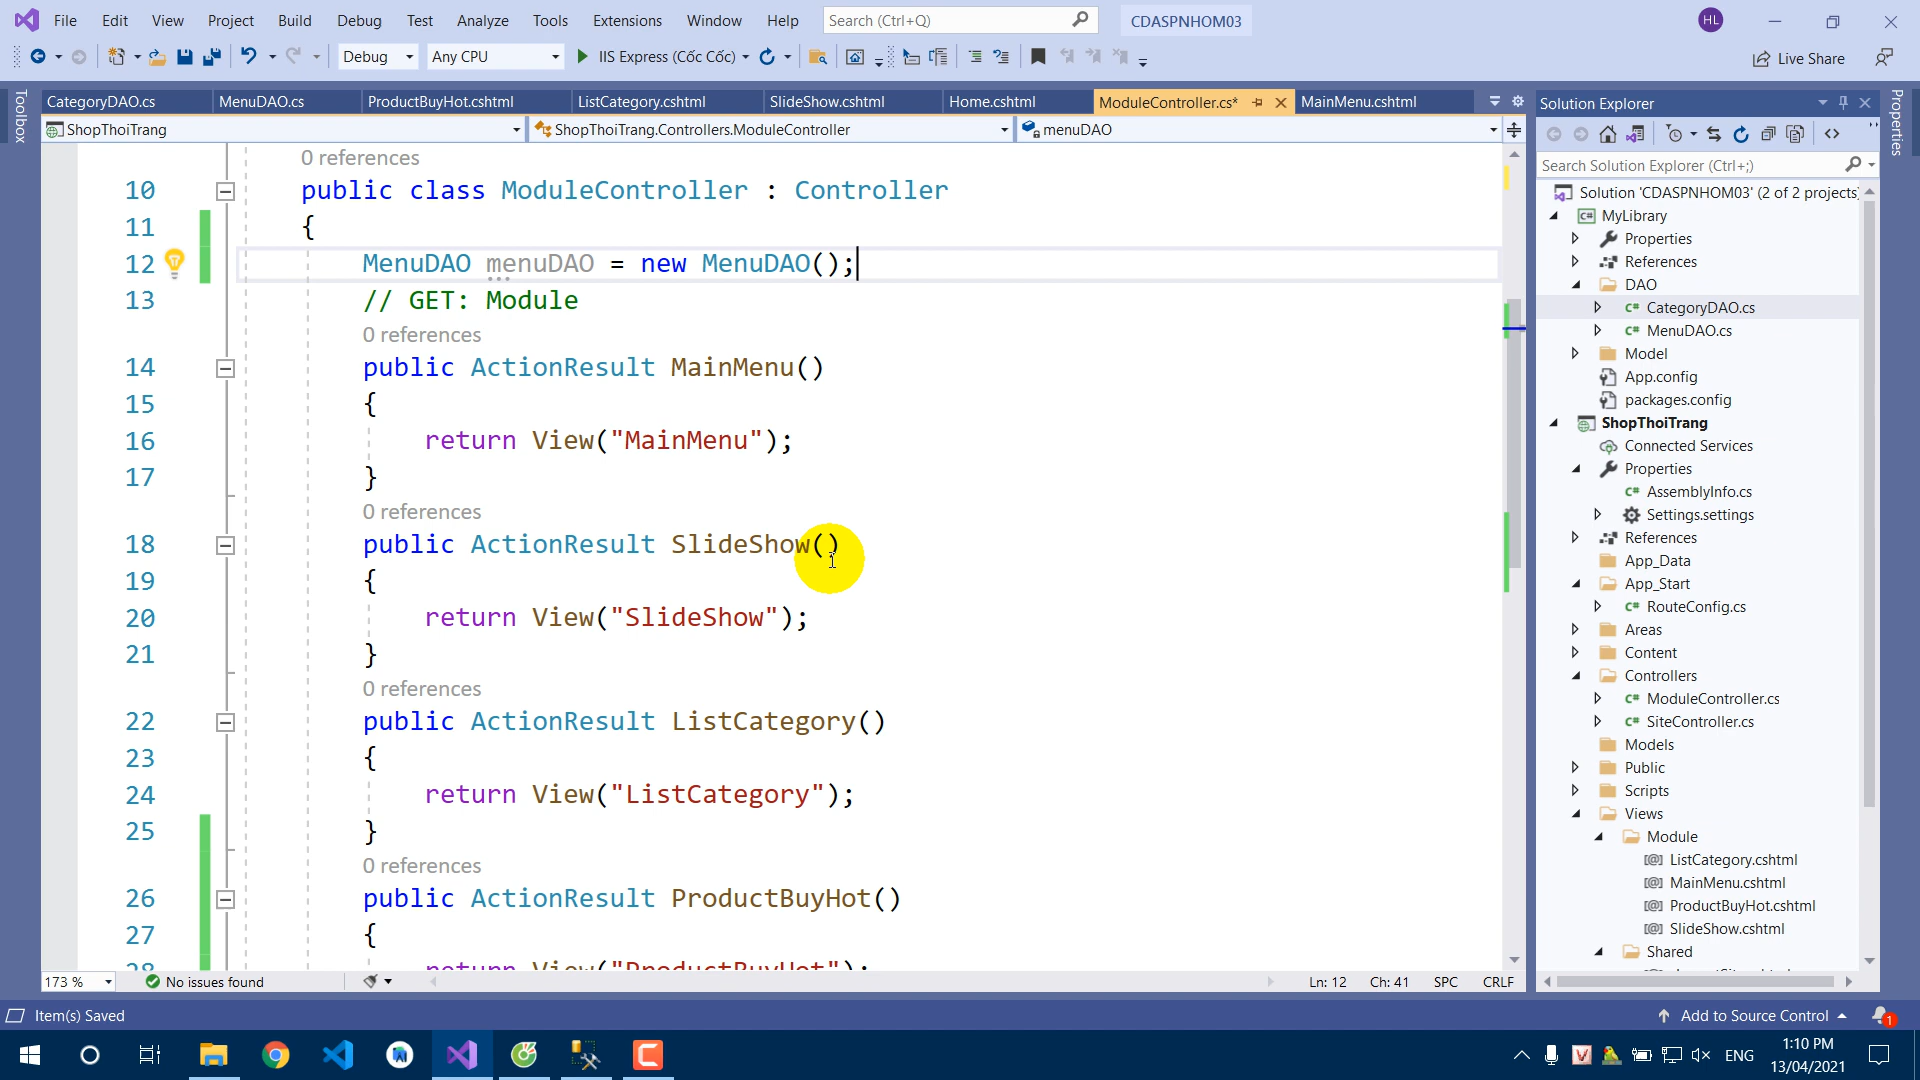 File Edit View Project Build Debug Test Analyze Tools Extensions Window Help Search (Ctrl+Q) CDASPNHOM03 HL
Debug Any CPU IIS Express (Cốc Cốc) Live Share
Toolbox
CategoryDAO.cs MenuDAO.cs ProductBuyHot.cshtml ListCategory.cshtml SlideShow.cshtml Home.cshtml ModuleController.cs* MainMenu.cshtml
ShopThoiTrang ShopThoiTrang.Controllers.ModuleController menuDAO
0 references
10 public class ModuleController : Controller
11 {
12 MenuDAO menuDAO = new MenuDAO();
13 // GET: Module
0 references
14 public ActionResult MainMenu()
15 {
16 return View("MainMenu");
17 }
0 references
18 public ActionResult SlideShow()
19 {
20 return View("SlideShow");
21 }
0 references
22 public ActionResult ListCategory()
23 {
24 return View("ListCategory");
25 }
0 references
26 public ActionResult ProductBuyHot()
27 {
28 return View("ProductBuyHot");
173 % No issues found Ln: 12 Ch: 41 SPC CRLF
Solution Explorer
Search Solution Explorer (Ctrl+;)
Solution 'CDASPNHOM03' (2 of 2 projects)
MyLibrary
Properties
References
DAO
CategoryDAO.cs
MenuDAO.cs
Model
App.config
packages.config
ShopThoiTrang
Connected Services
Properties
AssemblyInfo.cs
Settings.settings
References
App_Data
App_Start
RouteConfig.cs
Areas
Content
Controllers
ModuleController.cs
SiteController.cs
Models
Public
Scripts
Views
Module
ListCategory.cshtml
MainMenu.cshtml
ProductBuyHot.cshtml
SlideShow.cshtml
Shared
Properties
Item(s) Saved Add to Source Control 1
ENG 1:10 PM
13/04/2021